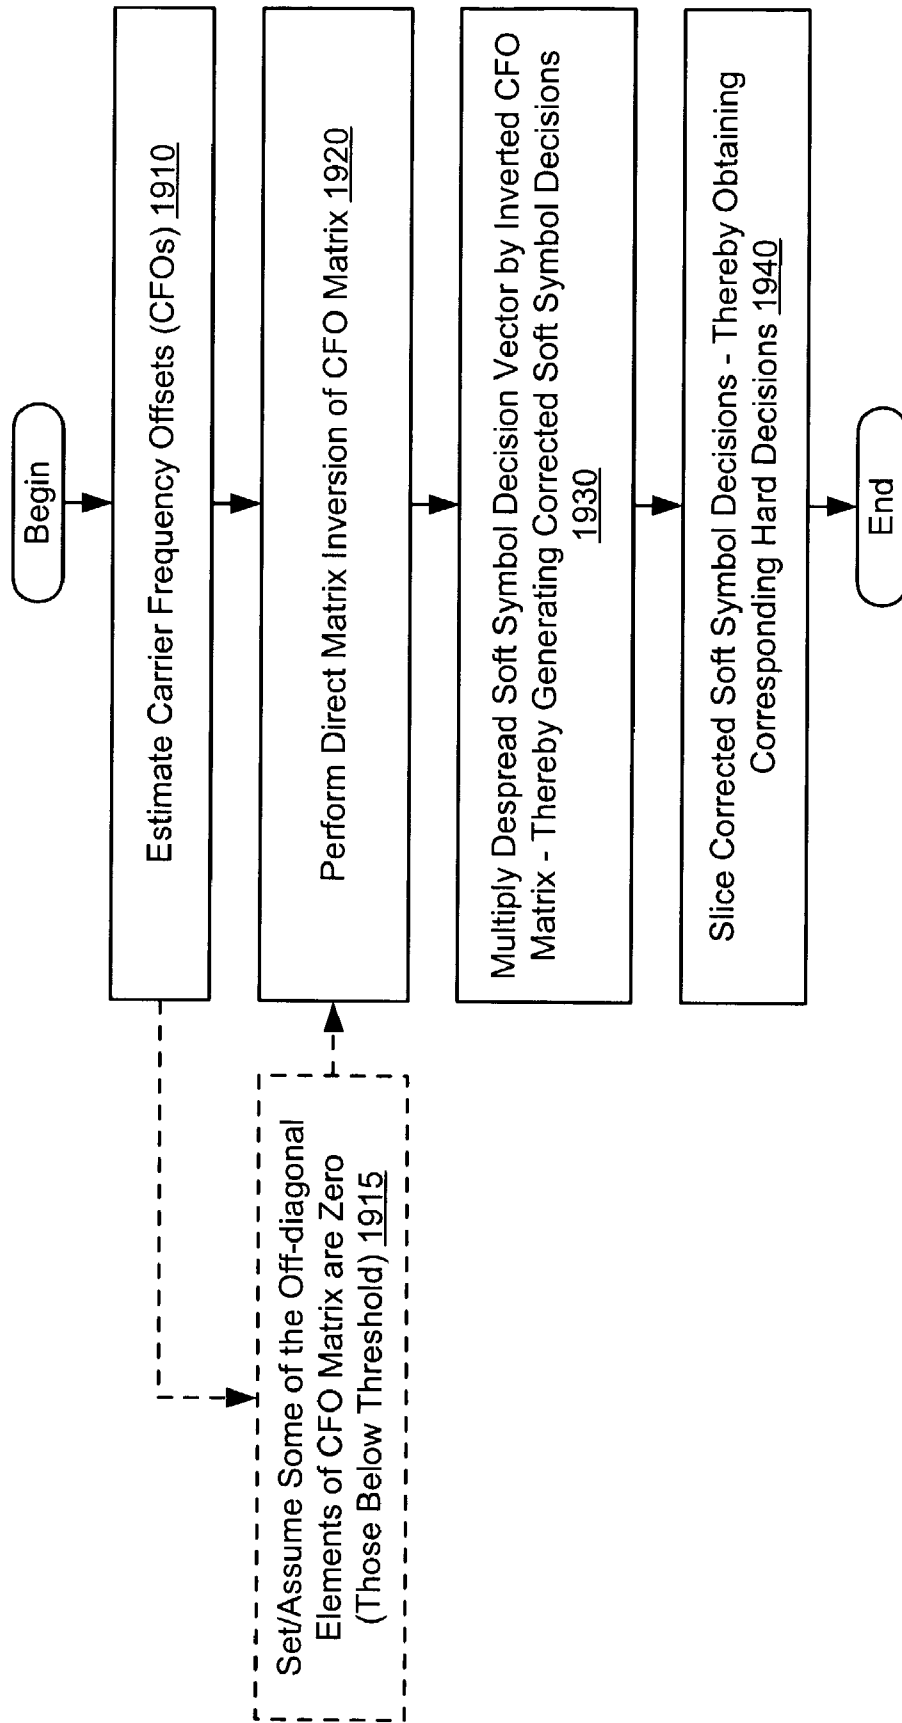 Begin
Estimate Carrier Frequency Offsets (CFOs) 1910
Set/Assume Some of the Off-diagonal
Elements of CFO Matrix are Zero
(Those Below Threshold) 1915
Perform Direct Matrix Inversion of CFO Matrix 1920
Multiply Despread Soft Symbol Decision Vector by Inverted CFO
Matrix - Thereby Generating Corrected Soft Symbol Decisions
1930
Slice Corrected Soft Symbol Decisions - Thereby Obtaining
Corresponding Hard Decisions 1940
End